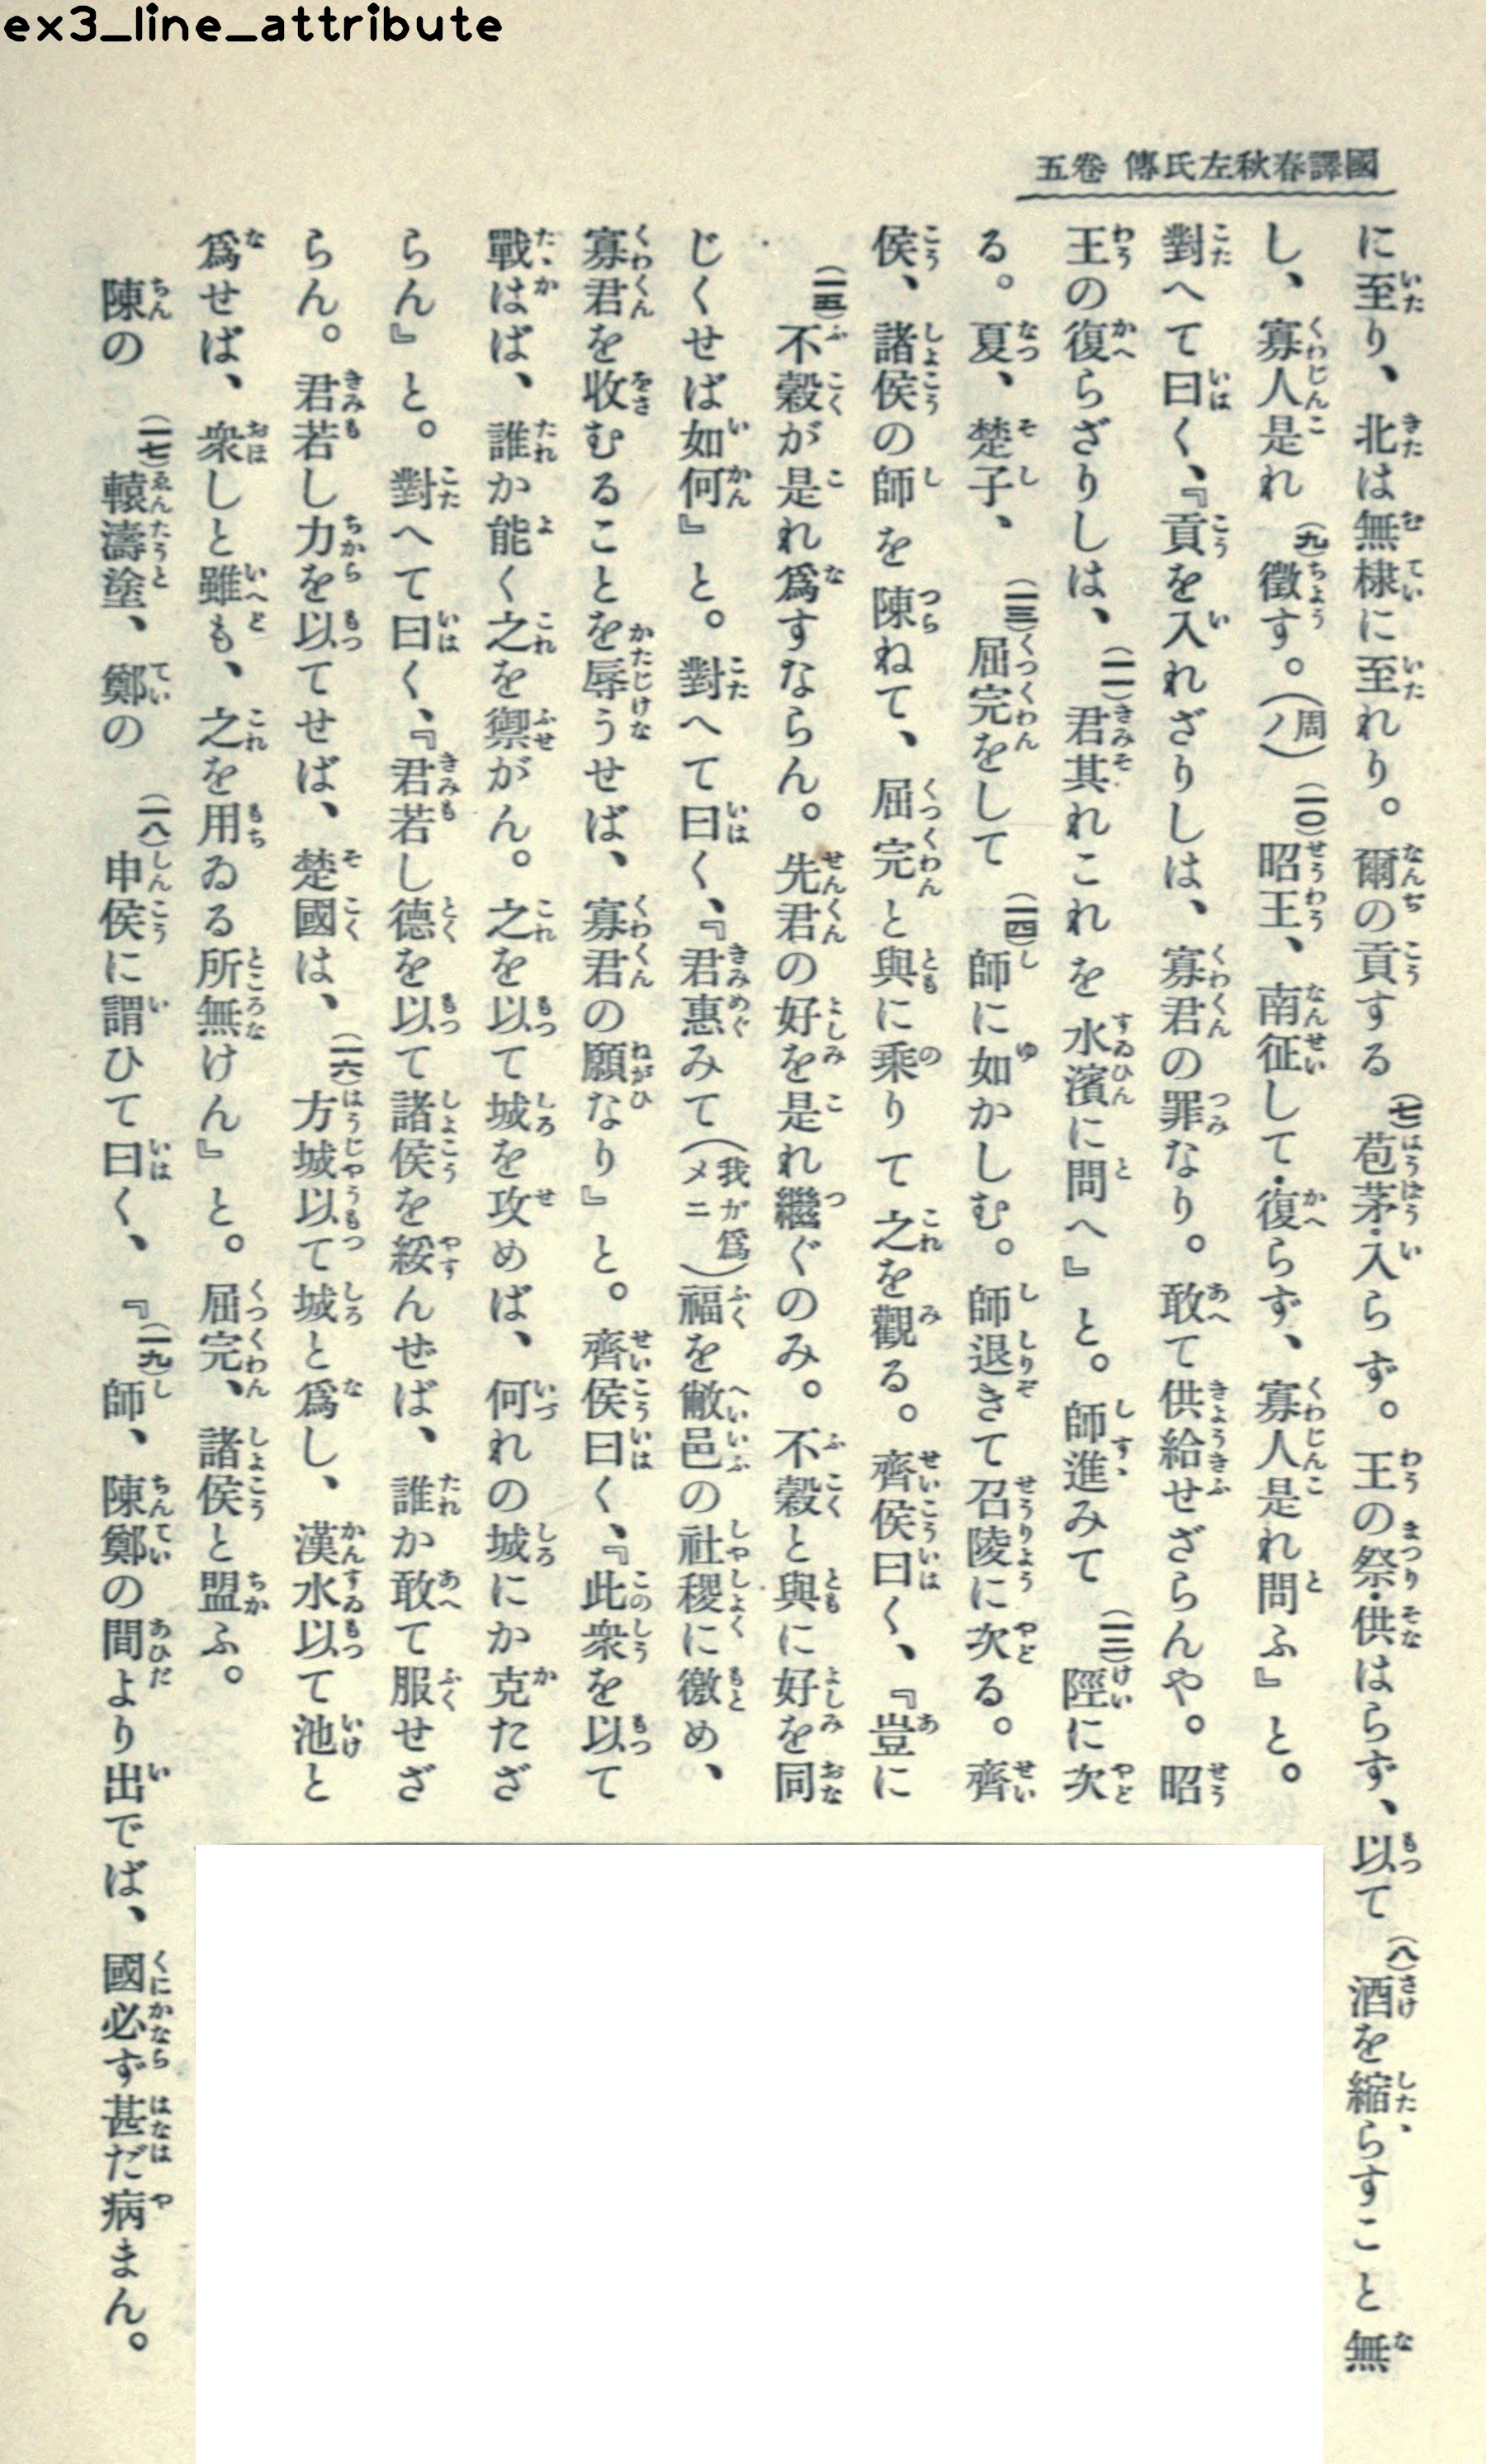 ex3_line_attribute
國譯春秋左氏傳 卷五
に至り、北は無棣に至れり。爾の貢する(七)苞茅・入らず。王の祭・供はらず、以て(八)酒を縮らすこと無
し、寡人是れ(九)徵す。(周ノ)(一〇)昭王、南征して・復らず、寡人是れ問ふ』と。
對へて曰く、『貢を入れざりしは、寡君の罪なり。敢て供給せざらんや。昭
王の復らざりしは、(一一)君其れこれを水濱に問へ』と。師進みて(一二)陘に次
る。夏、楚子、(一三)屈完をして(一四)師に如かしむ。師退きて召陵に次る。齊
侯、諸侯の師を陳ねて、屈完と與に乘りて之を觀る。齊侯曰く、『豈に
(一五)不穀が是れ爲すならん。先君の好を是れ繼ぐのみ。不穀と與に好を同
じくせば如何』と。對へて曰く、『君惠みて(我が爲メニ)福を敝邑の社稷に徼め、
寡君を收むることを辱うせば、寡君の願なり』と。齊侯曰く、『此衆を以て
戰はば、誰か能く之を禦がん。之を以て城を攻めば、何れの城にか克たざ
らん』と。對へて曰く、『君若し德を以て諸侯を綏んぜば、誰か敢て服せざ
らん。君若し力を以てせば、楚國は、(一六)方城以て城と爲し、漢水以て池と
爲せば、衆しと雖も、之を用ゐる所無けん』と。屈完、諸侯と盟ふ。
陳の(一七)轅濤塗、鄭の(一八)申侯に謂ひて曰く、『(一九)師、陳鄭の間より出でば、國必ず甚だ病まん。